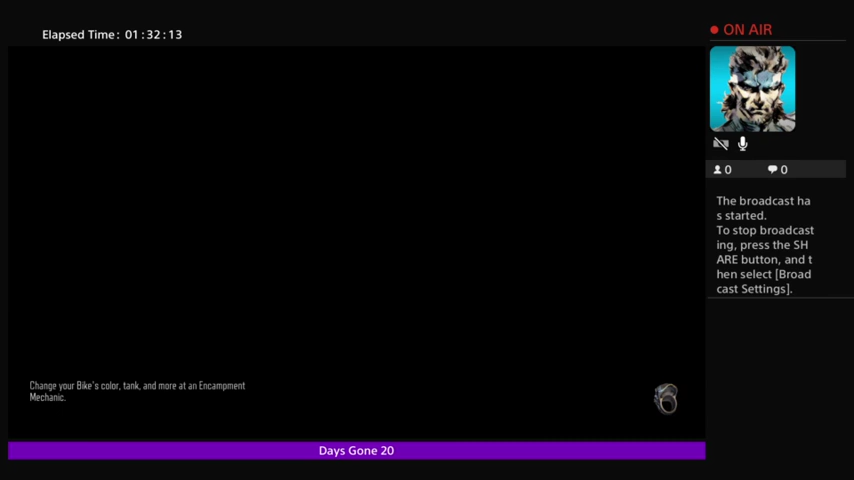 Elapsed Time: 01:32:13
ON AIR
0 0
The broadcast ha
s started.
To stop broadcast
ing, press the SH
ARE button, and t
hen select [Broad
cast Settings].
Change your Bike's color, tank, and more at an Encampment
Mechanic.
Days Gone 20